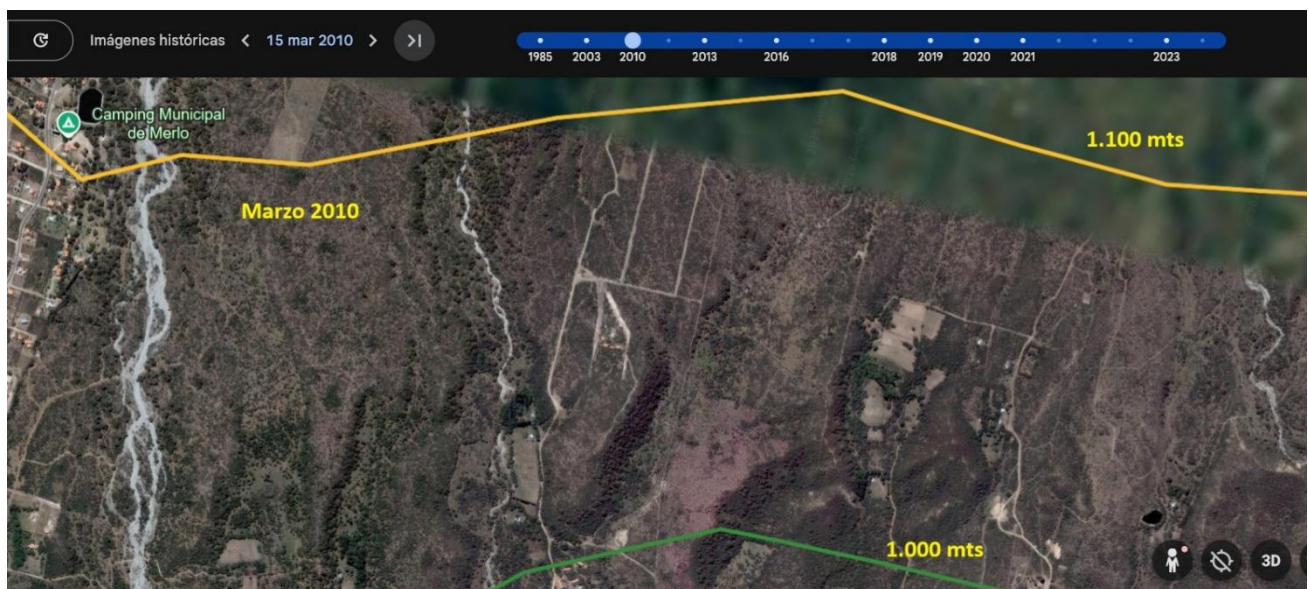 Imágenes históricas < 15 mar 2010 >
1985 2003 2010 2013 2016 2018 2019 2020 2021 2023
Camping Municipal
de Merlo
1.100 mts
Marzo 2010
1.000 mts
3D